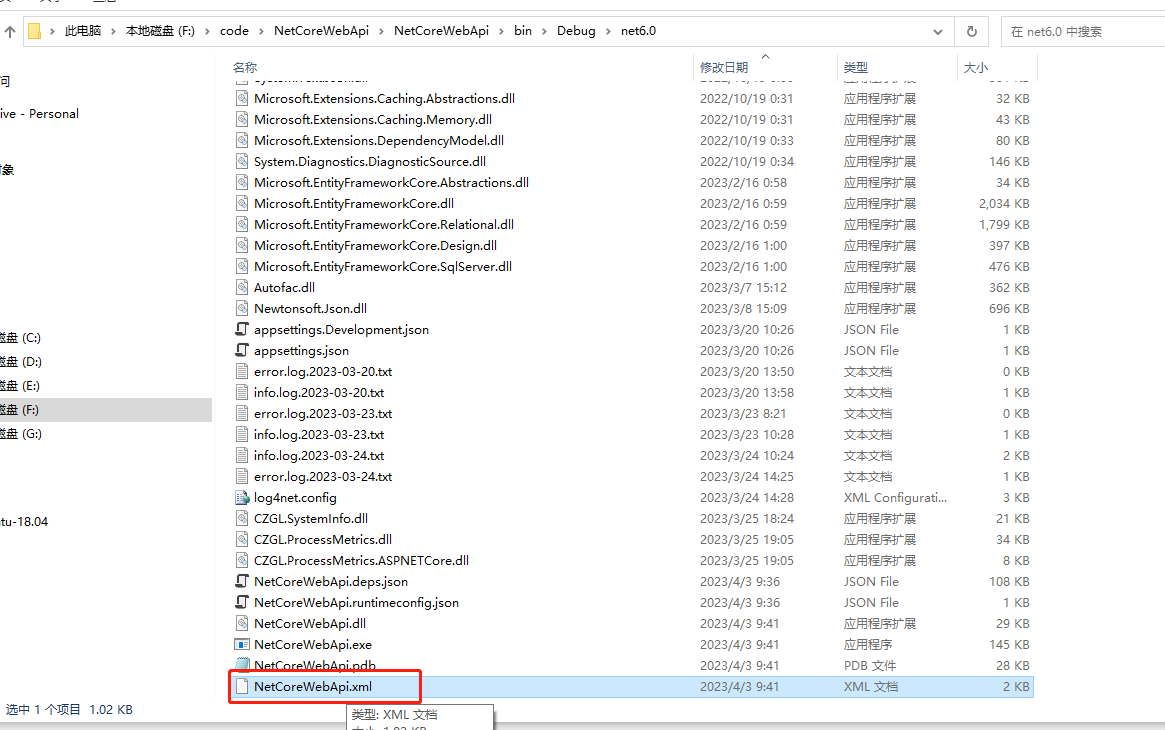 此电脑 本地磁盘 (F:) code NetCoreWebApi NetCoreWebApi bin Debug net6.0 在 net6.0 中搜索
名称 修改日期 类型 大小
Microsoft.Extensions.Caching.Abstractions.dll 2022/10/19 0:31 应用程序扩展 32 KB
Microsoft.Extensions.Caching.Memory.dll 2022/10/19 0:31 应用程序扩展 43 KB
Microsoft.Extensions.DependencyModel.dll 2022/10/19 0:33 应用程序扩展 80 KB
System.Diagnostics.DiagnosticSource.dll 2022/10/19 0:34 应用程序扩展 146 KB
Microsoft.EntityFrameworkCore.Abstractions.dll 2023/2/16 0:58 应用程序扩展 34 KB
Microsoft.EntityFrameworkCore.dll 2023/2/16 0:59 应用程序扩展 2,034 KB
Microsoft.EntityFrameworkCore.Relational.dll 2023/2/16 0:59 应用程序扩展 1,799 KB
Microsoft.EntityFrameworkCore.Design.dll 2023/2/16 1:00 应用程序扩展 397 KB
Microsoft.EntityFrameworkCore.SqlServer.dll 2023/2/16 1:00 应用程序扩展 476 KB
Autofac.dll 2023/3/7 15:12 应用程序扩展 362 KB
Newtonsoft.Json.dll 2023/3/8 15:09 应用程序扩展 696 KB
appsettings.Development.json 2023/3/20 10:26 JSON File 1 KB
appsettings.json 2023/3/20 10:26 JSON File 1 KB
error.log.2023-03-20.txt 2023/3/20 13:50 文本文档 0 KB
info.log.2023-03-20.txt 2023/3/20 13:58 文本文档 1 KB
error.log.2023-03-23.txt 2023/3/23 8:21 文本文档 0 KB
info.log.2023-03-23.txt 2023/3/23 10:28 文本文档 1 KB
info.log.2023-03-24.txt 2023/3/24 10:24 文本文档 2 KB
error.log.2023-03-24.txt 2023/3/24 14:25 文本文档 1 KB
log4net.config 2023/3/24 14:28 XML Configurati... 3 KB
CZGL.SystemInfo.dll 2023/3/25 18:24 应用程序扩展 21 KB
CZGL.ProcessMetrics.dll 2023/3/25 19:05 应用程序扩展 34 KB
CZGL.ProcessMetrics.ASPNETCore.dll 2023/3/25 19:05 应用程序扩展 8 KB
NetCoreWebApi.deps.json 2023/4/3 9:36 JSON File 108 KB
NetCoreWebApi.runtimeconfig.json 2023/4/3 9:36 JSON File 1 KB
NetCoreWebApi.dll 2023/4/3 9:41 应用程序扩展 29 KB
NetCoreWebApi.exe 2023/4/3 9:41 应用程序 145 KB
NetCoreWebApi.pdb 2023/4/3 9:41 PDB 文件 28 KB
NetCoreWebApi.xml 2023/4/3 9:41 XML 文档 2 KB
问
ive - Personal
对象
磁盘 (C:)
磁盘 (D:)
磁盘 (E:)
磁盘 (F:)
磁盘 (G:)
tu-18.04
选中 1 个项目 1.02 KB
类型: XML 文档
大小: 1.02 KB